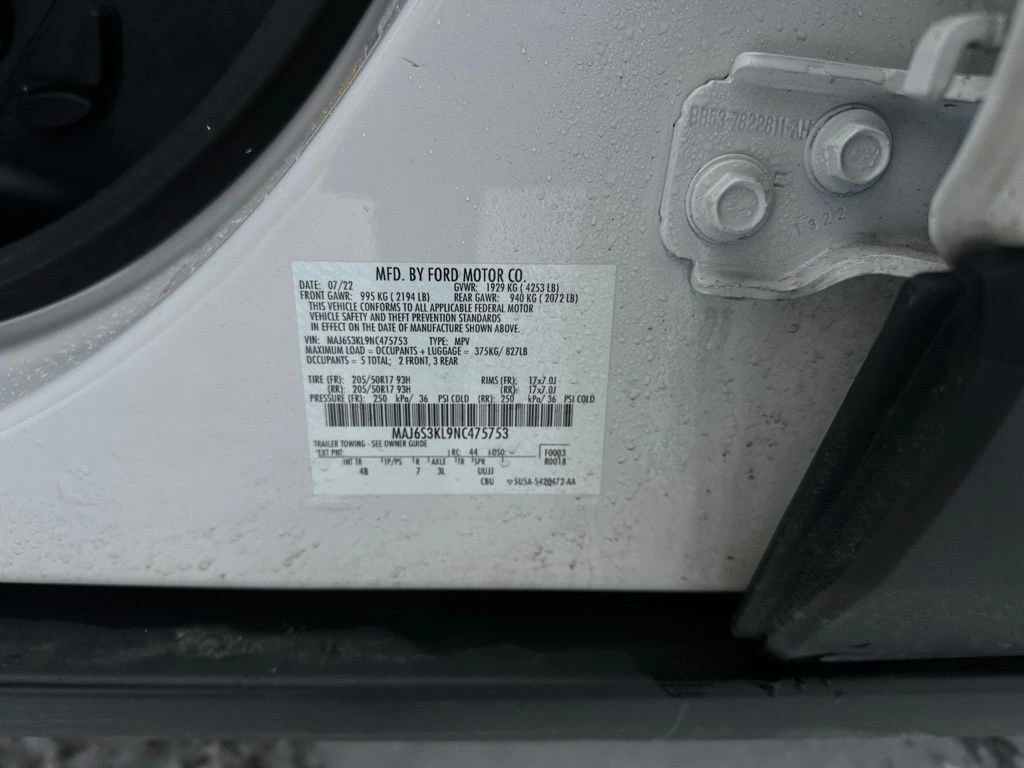 BR53-7822811-AH
1822
MFD. BY FORD MOTOR CO.
DATE: 07/22 GVWR: 1929 KG ( 4253 LB)
FRONT GAWR: 995 KG ( 2194 LB) REAR GAWR: 940 KG ( 2072 LB)
THIS VEHICLE CONFORMS TO ALL APPLICABLE FEDERAL MOTOR
VEHICLE SAFETY AND THEFT PREVENTION STANDARDS
IN EFFECT ON THE DATE OF MANUFACTURE SHOWN ABOVE.
VIN: MAJ6S3KL9NC475753 TYPE: MPV
MAXIMUM LOAD = OCCUPANTS + LUGGAGE = 375KG/ 827LB
OCCUPANTS = 5 TOTAL; 2 FRONT, 3 REAR
TIRE (FR): 205/50R17 93H RIMS (FR): 17x7.0J
(RR): 205/50R17 93H (RR): 17x7.0J
PRESSURE (FR): 250 kPa/ 36 PSI COLD (RR): 250 kPa/ 36 PSI COLD
MAJ6S3KL9NC475753
TRAILER TOWING - SEE OWNER GUIDE
EXT PNT: RC: 44 DSO: F0003
R0018
INT TR TP/PS R AXLE TR SPR
4B 7 3L UUJJ
CBU 5U5A-5420472-AA